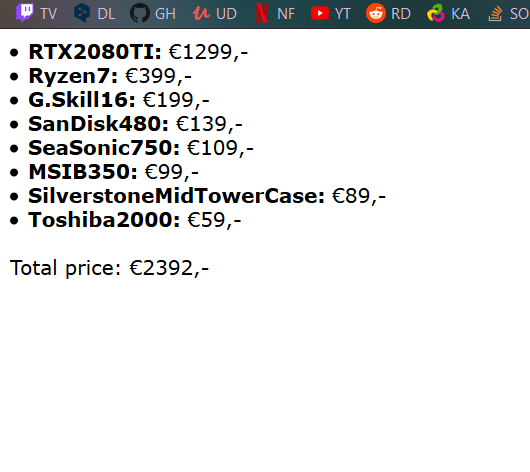 TV DL GH UD NF YT RD KA SO
• RTX2080TI: €1299,-
• Ryzen7: €399,-
• G.Skill16: €199,-
• SanDisk480: €139,-
• SeaSonic750: €109,-
• MSIB350: €99,-
• SilverstoneMidTowerCase: €89,-
• Toshiba2000: €59,-
Total price: €2392,-